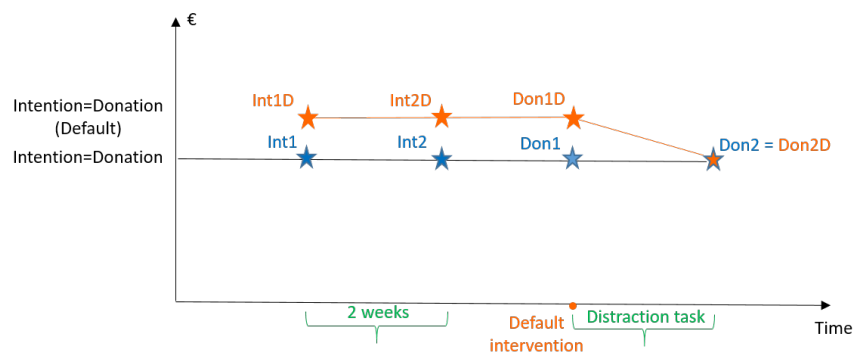 €
Intention=Donation
(Default)
Int1D
Int2D
Don1D
Intention=Donation
Int1
Int2
Don1
Don2 = Don2D
2 weeks
Default
intervention
Distraction task
Time